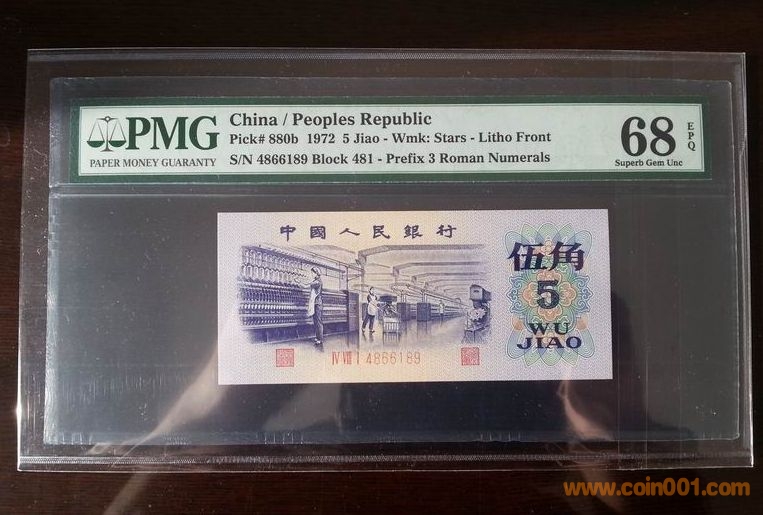 PMG
PAPER MONEY GUARANTY
China / Peoples Republic
Pick# 880b 1972 5 Jiao - Wmk: Stars - Litho Front
S/N 4866189 Block 481 - Prefix 3 Roman Numerals
68
EPQ
Superb Gem Unc
中國人民銀行
伍角
5
WU
JIAO
IV VIII I 4866189
www.coin001.com